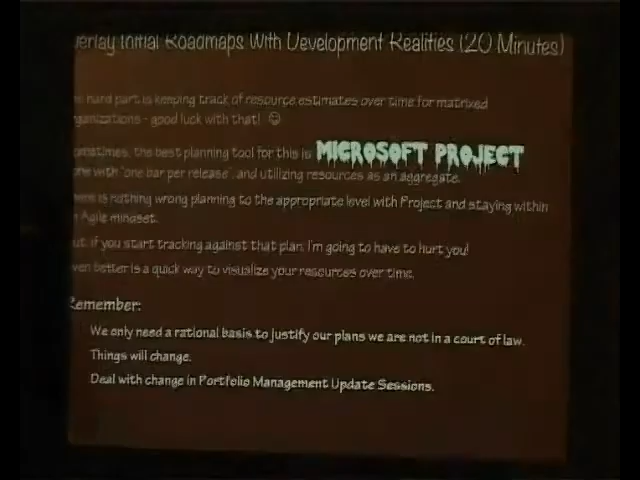 erlay Initial Roadmaps With Development Realities (20 Minutes)
hard part is keeping track of resource estimates over time for matrixed
ganizations - good luck with that! ☺
metimes, the best planning tool for this is MICROSOFT PROJECT
one with "one bar per release", and utilizing resources as an aggregate.
is nothing wrong planning to the appropriate level with Project and staying within
Agile mindset.
ut, if you start tracking against that plan, I'm going to have to hurt you!
ven better is a quick way to visualize your resources over time.
Remember:
We only need a rational basis to justify our plans we are not in a court of law.
Things will change.
Deal with change in Portfolio Management Update Sessions.